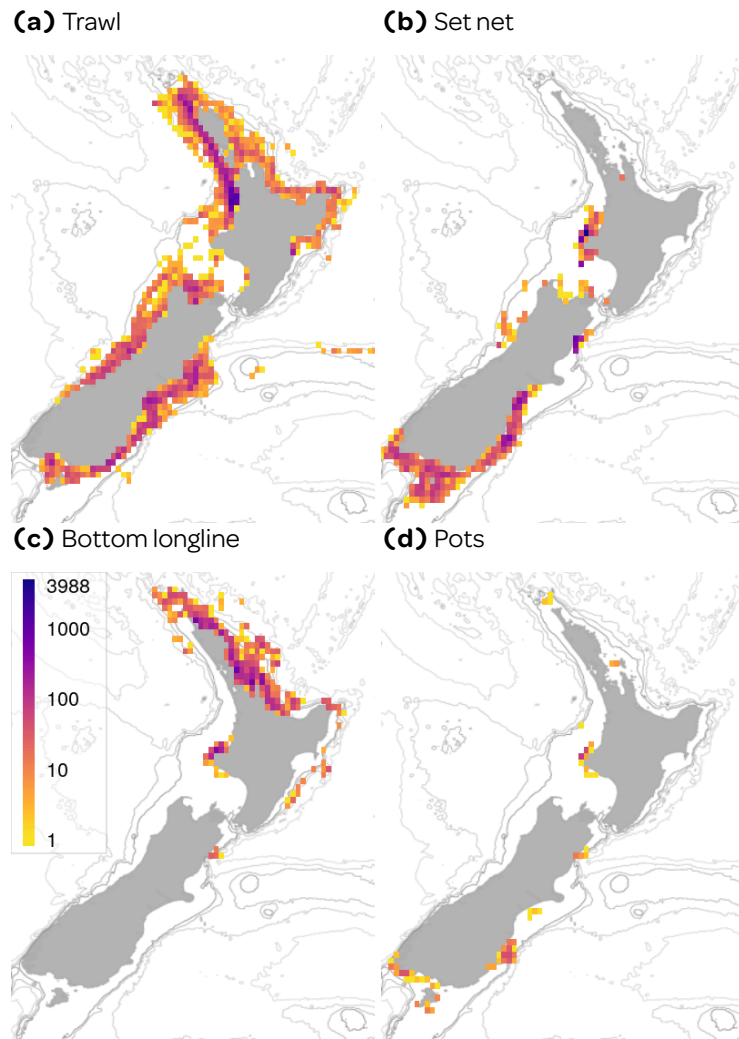 (a) Trawl
(b) Set net
(c) Bottom longline
(d) Pots
3988
1000
100
10
1